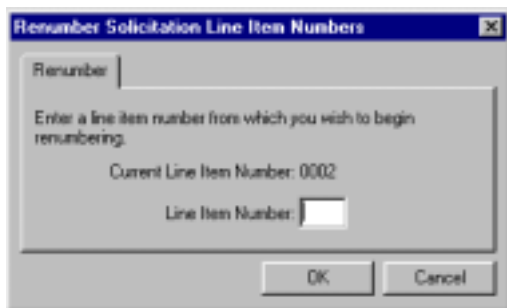 Renumber Solicitation Line Item Numbers
Renumber
Enter a line item number from which you wish to begin
renumbering.
Current Line Item Number: 0002
Line Item Number:
OK Cancel